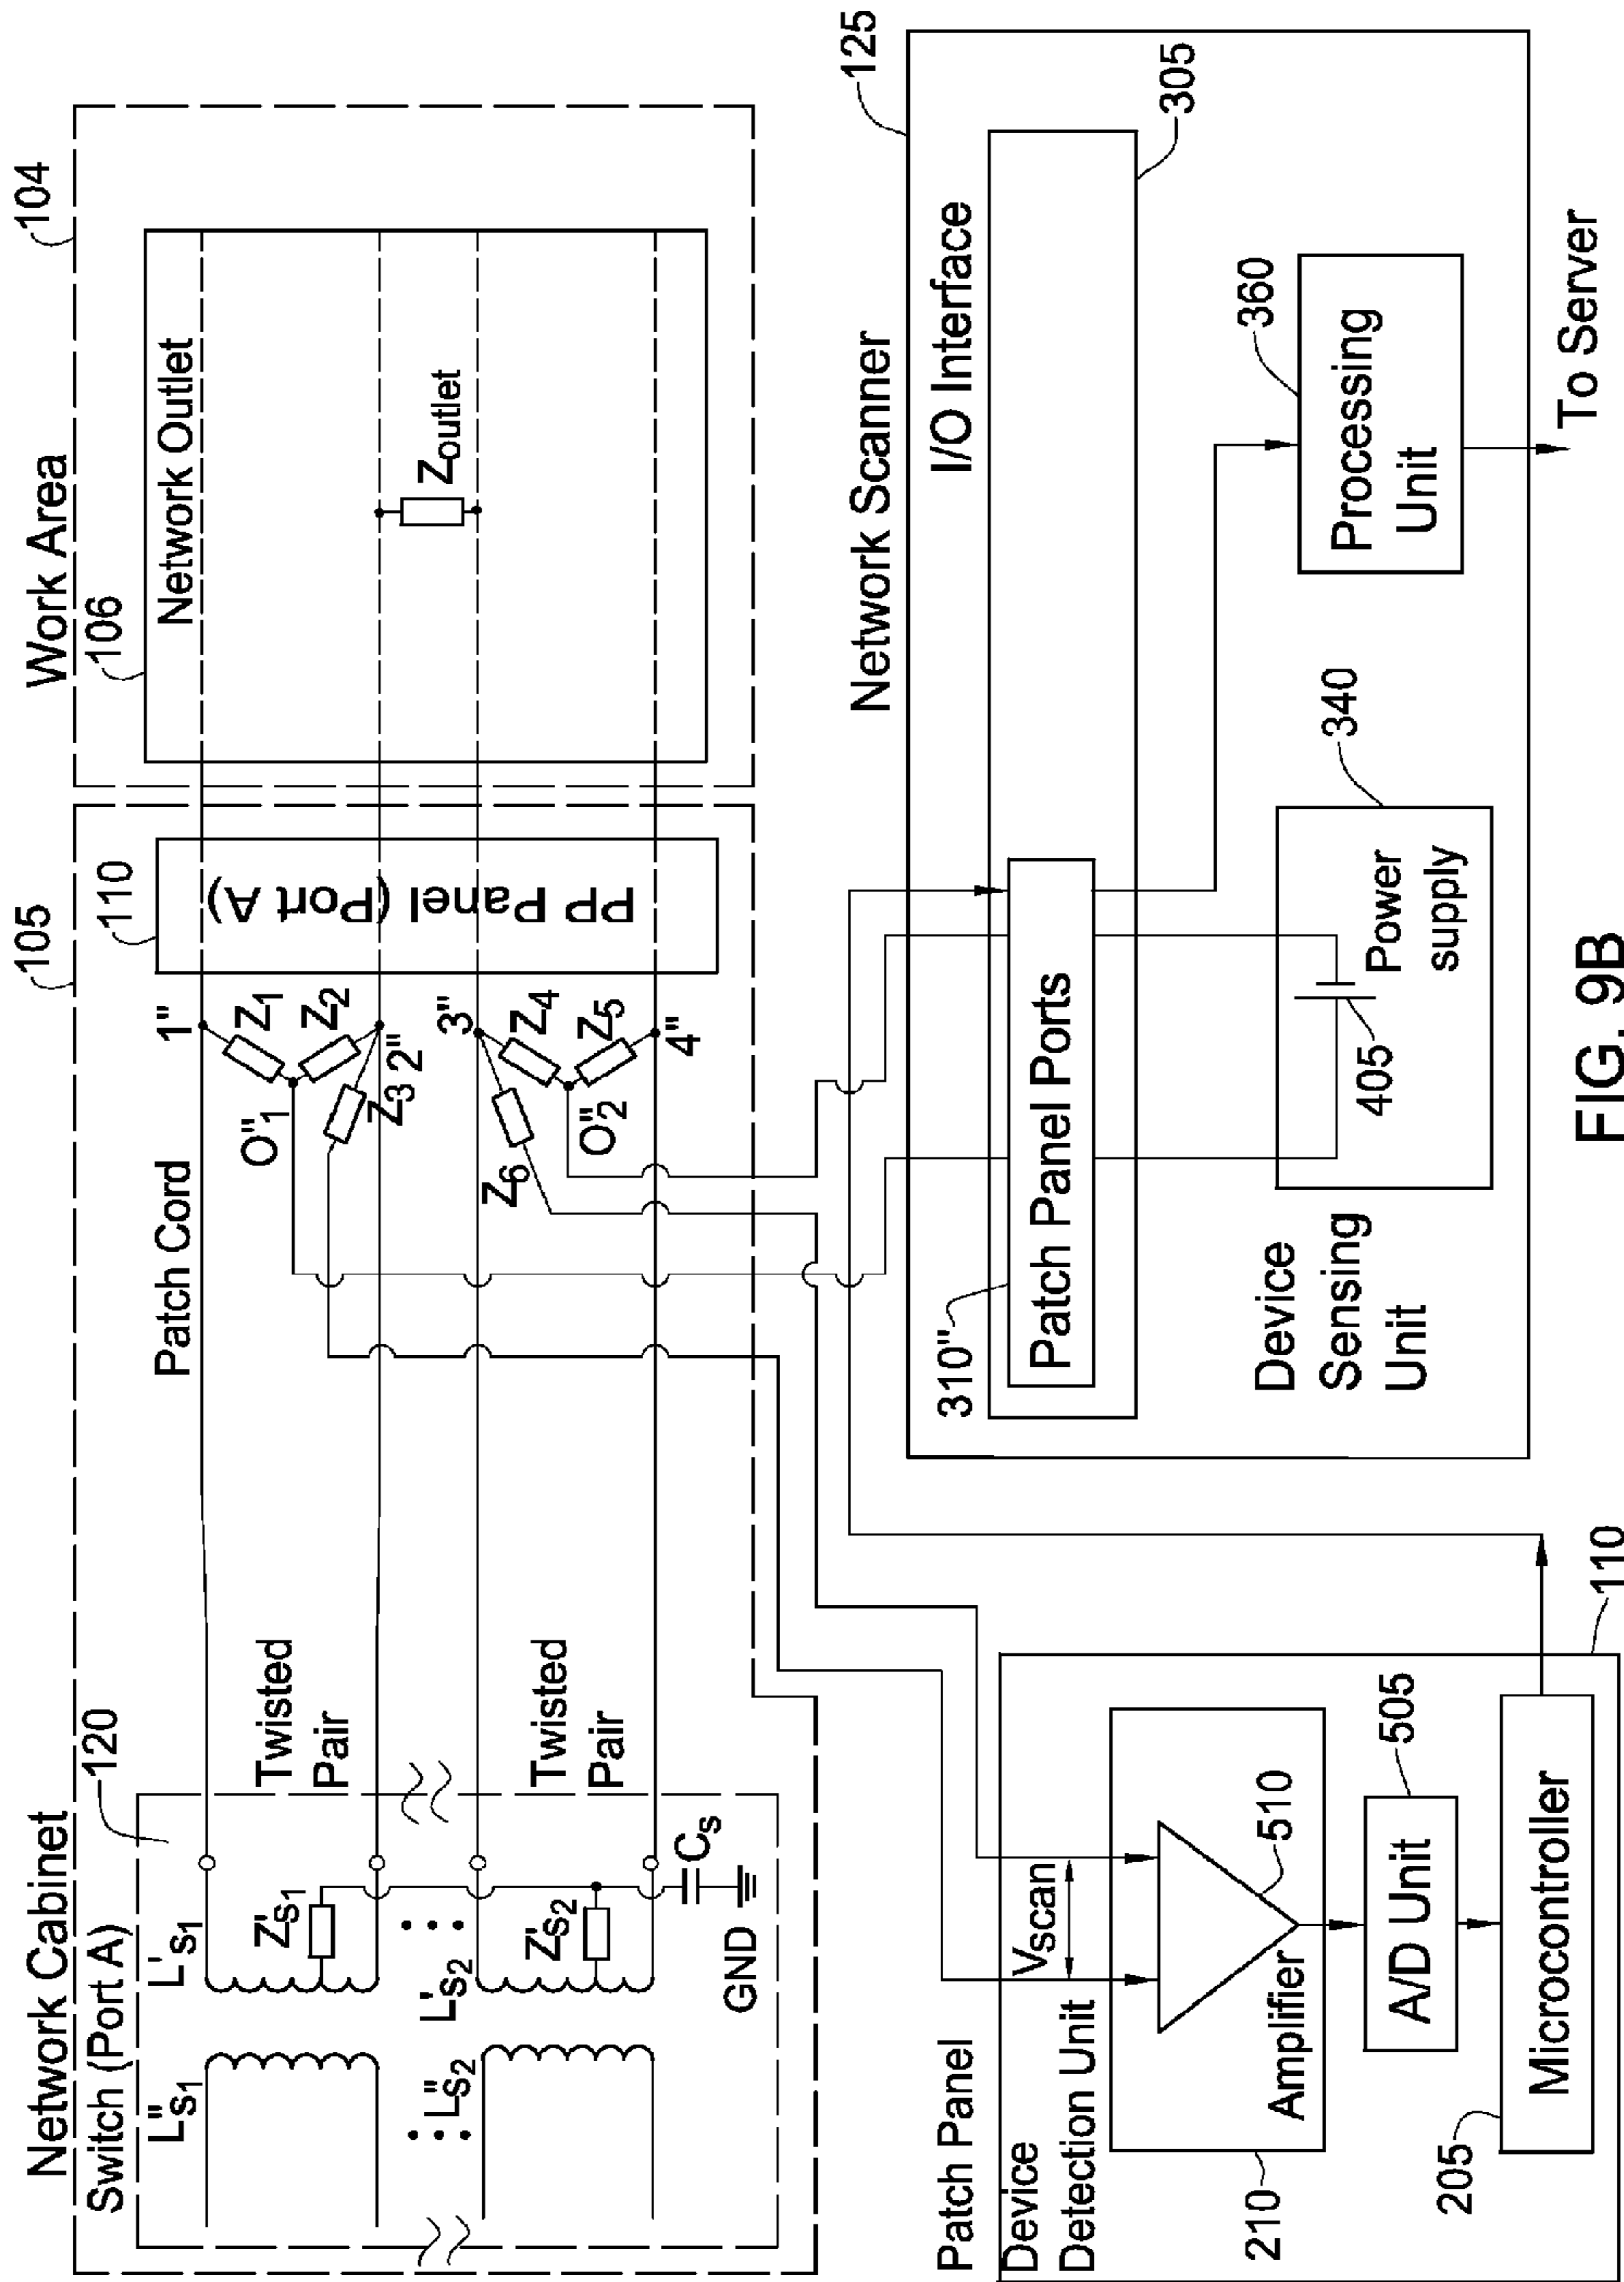 Network Cabinet
Switch (Port A)
120
L"S1
L'S1
Z'S1
L"S2
L'S2
Z'S2
CS
GND
Twisted
Pair
Twisted
Pair
Patch Cord
105
110
PP Panel (Port A)
1"
Z1
Z2
O"1
Z3
2"
3"
Z4
Z5
O"2
Z6
4"
Work Area
104
106
Network Outlet
Zoutlet
Patch Panel
Device
Detection Unit
Vscan
Amplifier
510
210
A/D Unit
505
Microcontroller
205
110
Network Scanner
125
I/O Interface
305
310"
Patch Panel Ports
Device
Sensing
Unit
Power
supply
340
405
Processing
Unit
360
To Server
FIG. 9B